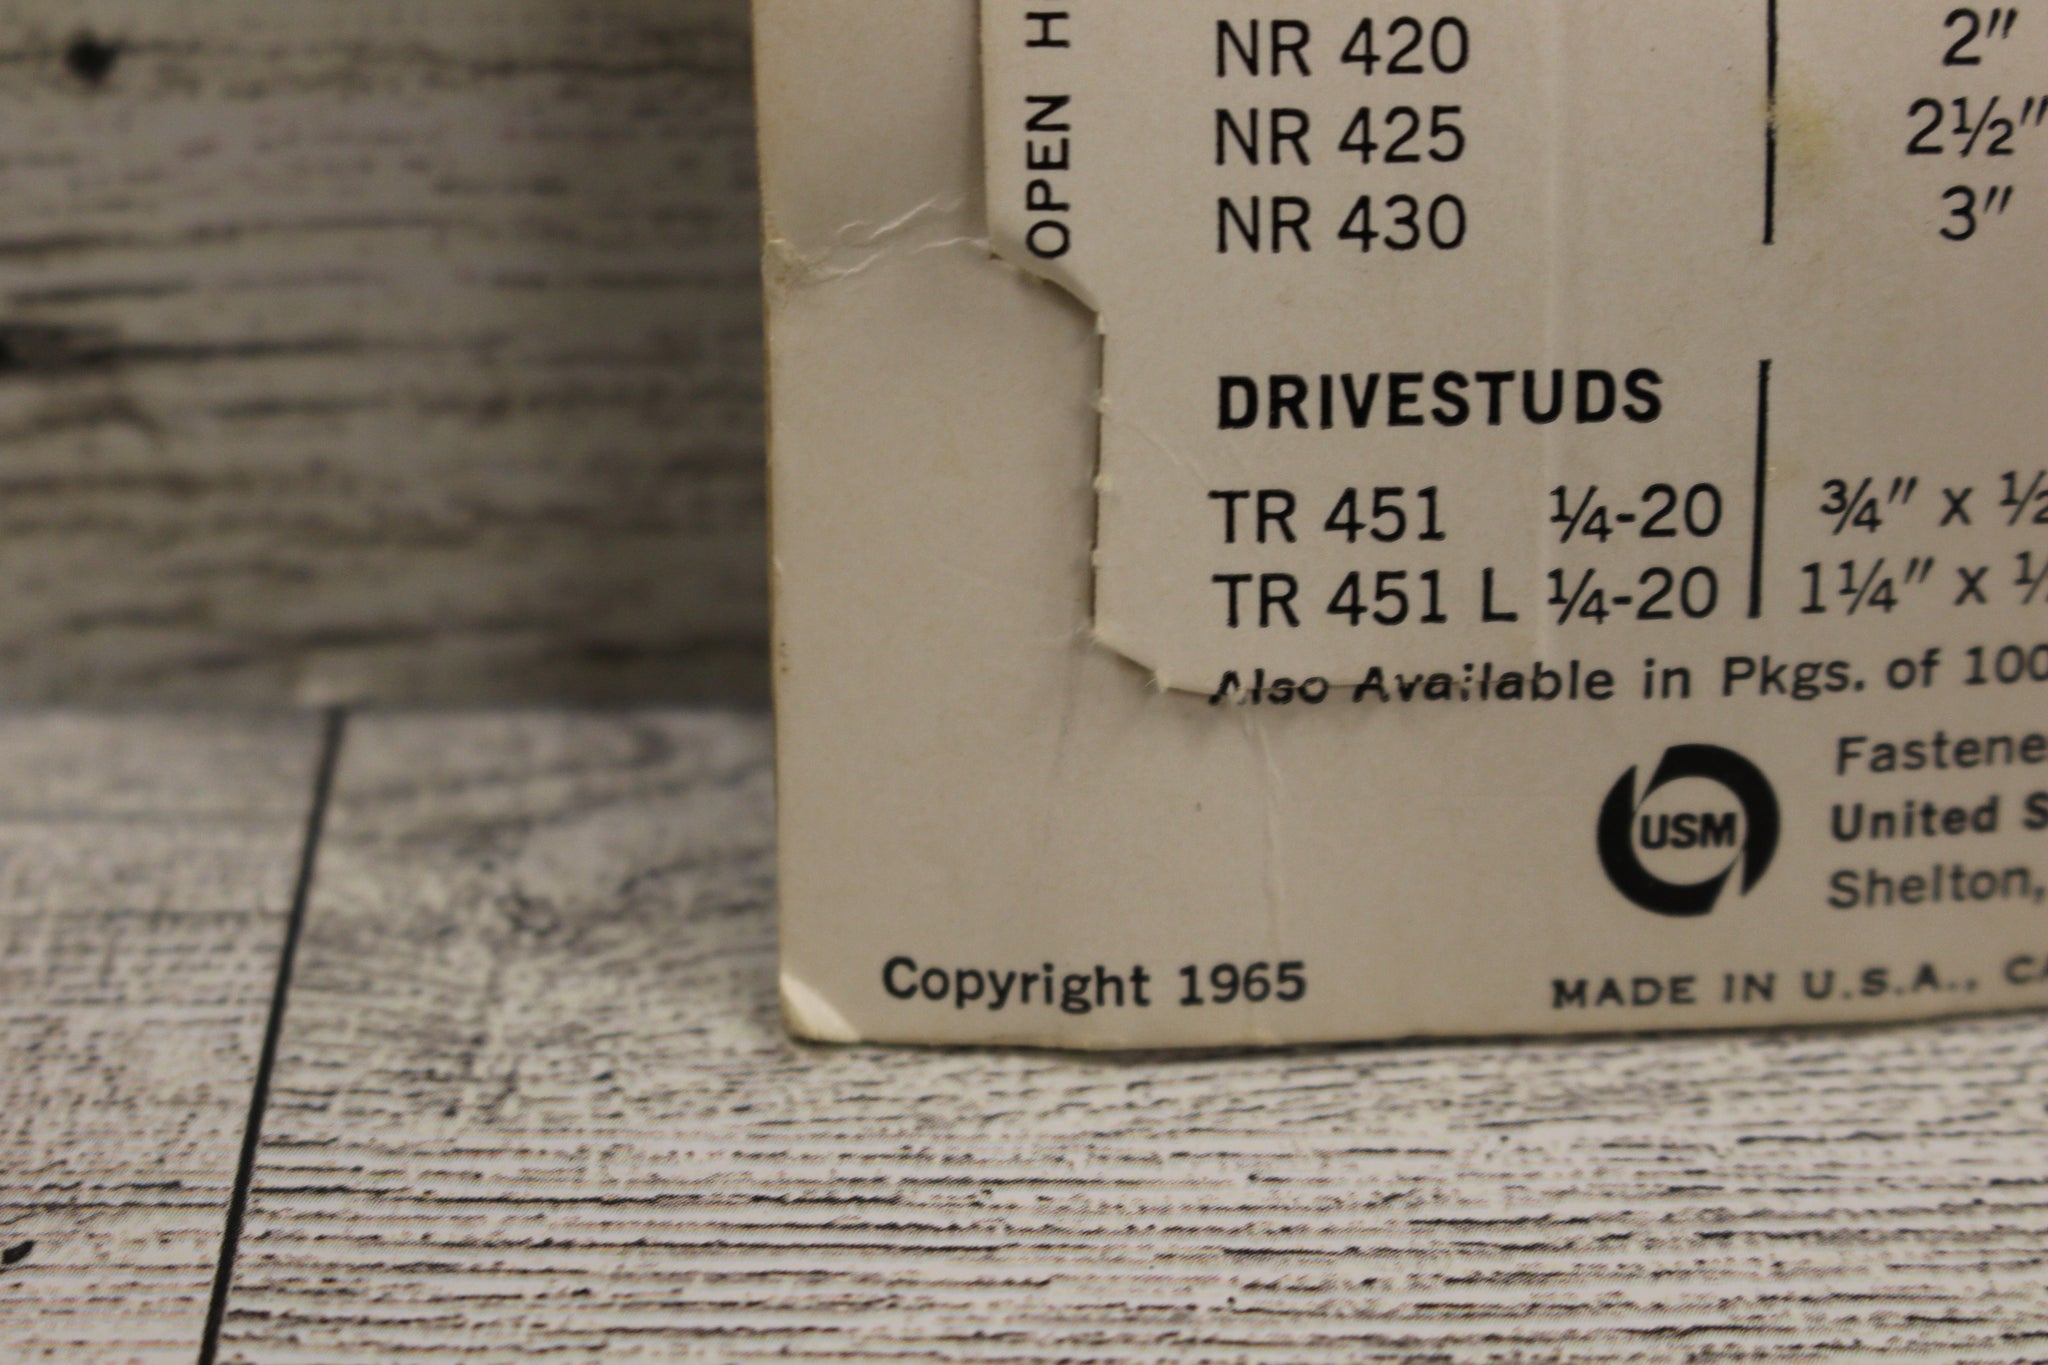 OPEN H
NR 420 2"
NR 425 2½"
NR 430 3"
DRIVESTUDS
TR 451 ¼-20 ¾" x ½
TR 451 L ¼-20 1¼" x
Also Available in Pkgs. of 100
USM
Fastene
United S
Shelton,
Copyright 1965
MADE IN U.S.A., CA